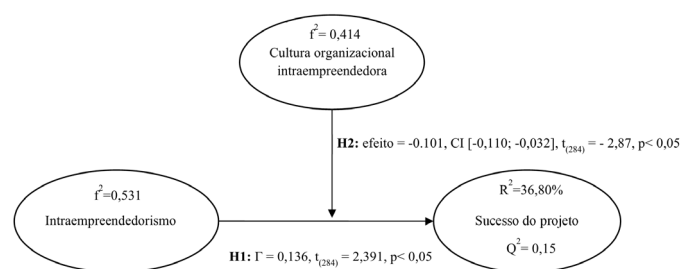 f²= 0,414
Cultura organizacional
intraempreendedora
H2: efeito = -0.101, CI [-0,110; -0,032], t(284) = - 2,87, p< 0,05
f²=0,531
Intraempreendedorismo
R²=36,80%
Sucesso do projeto
Q²= 0,15
H1: Γ = 0,136, t(284) = 2,391, p< 0,05